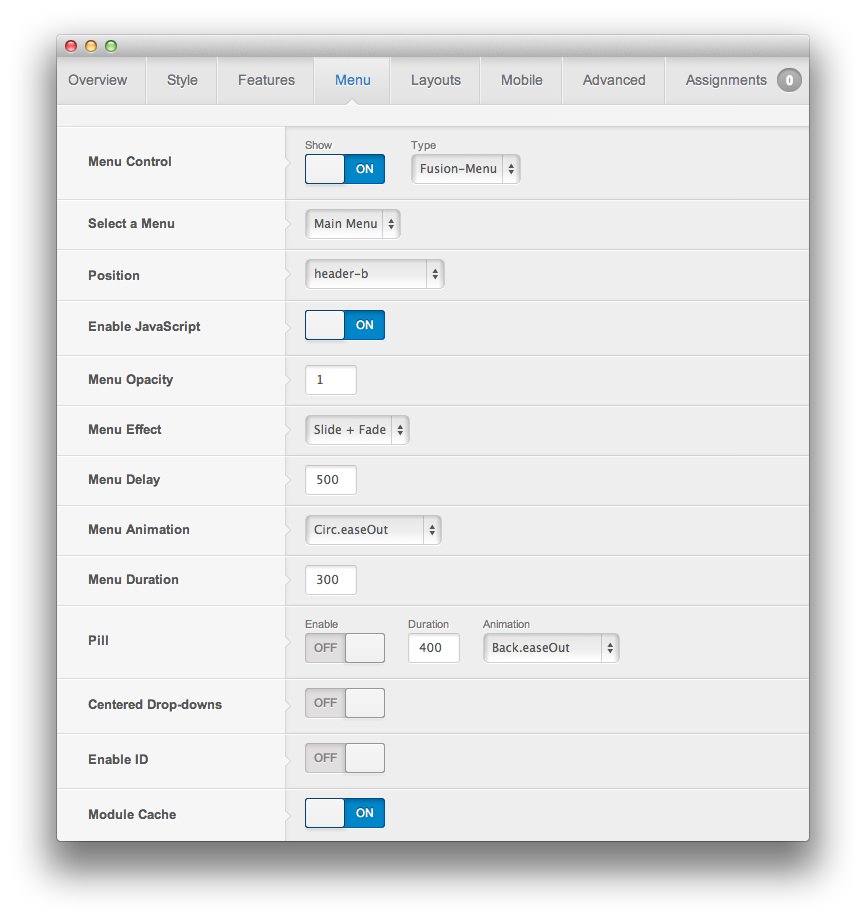 Overview Style Features Menu Layouts Mobile Advanced Assignments 0
Show Type
Menu Control ON Fusion-Menu
Select a Menu Main Menu
Position header-b
Enable JavaScript ON
Menu Opacity 1
Menu Effect Slide + Fade
Menu Delay 500
Menu Animation Circ.easeOut
Menu Duration 300
Enable Duration Animation
Pill OFF 400 Back.easeOut
Centered Drop-downs OFF
Enable ID OFF
Module Cache ON